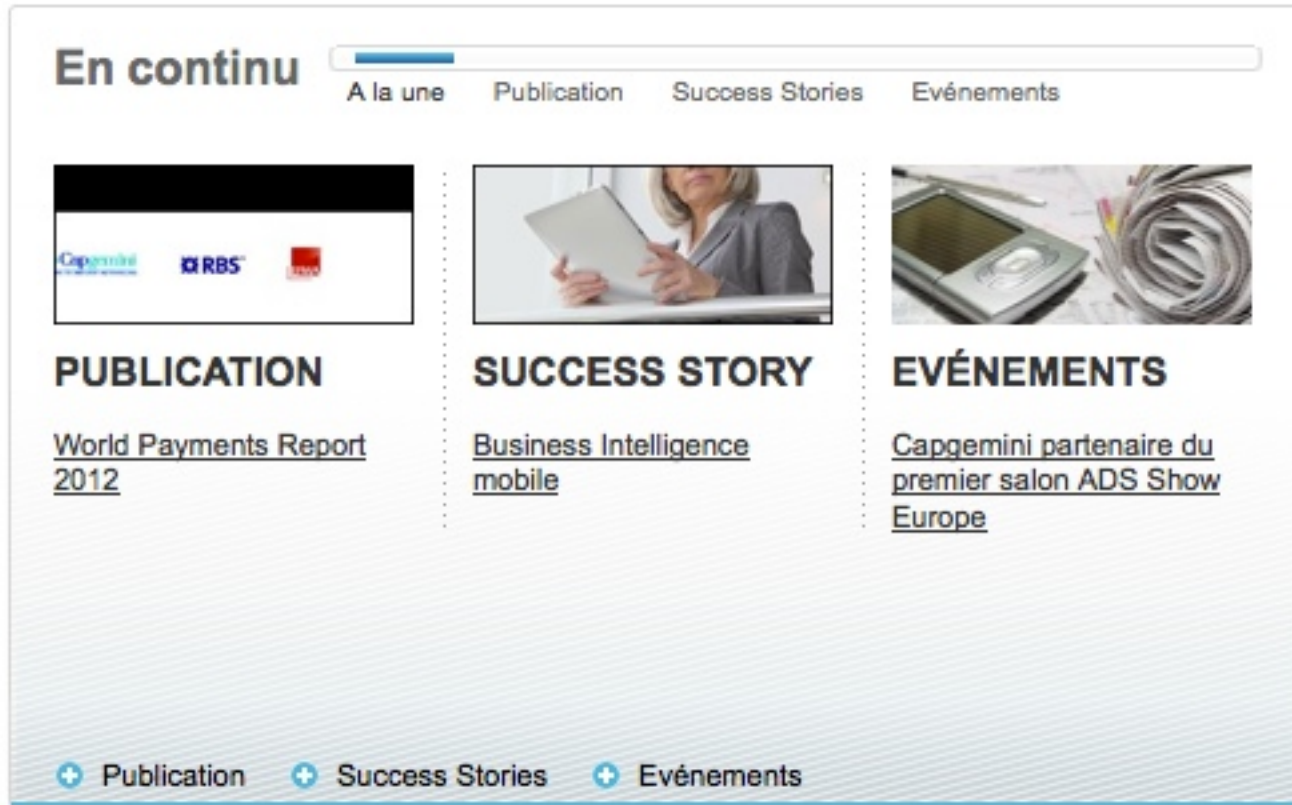 En continu
A la une Publication Success Stories Evénements
Capgemini RBS
PUBLICATION
World Payments Report
2012
SUCCESS STORY
Business Intelligence
mobile
EVÉNEMENTS
Capgemini partenaire du
premier salon ADS Show
Europe
Publication Success Stories Evénements